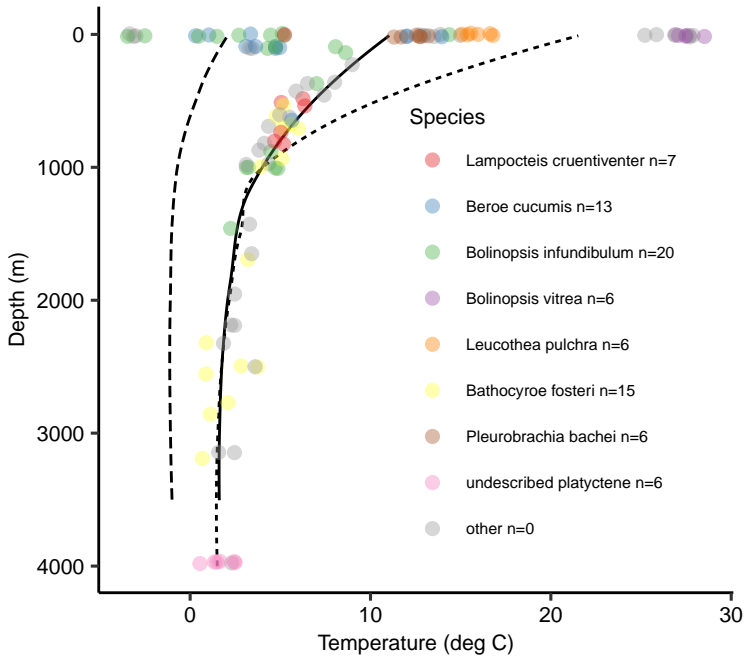 0
1000
2000
3000
4000
Depth (m)
Species
Lampocteis cruentiventer n=7
Beroe cucumis n=13
Bolinopsis infundibulum n=20
Bolinopsis vitrea n=6
Leucothea pulchra n=6
Bathocyroe fosteri n=15
Pleurobrachia bachei n=6
undescribed platyctene n=6
other n=0
0 10 20 30
Temperature (deg C)